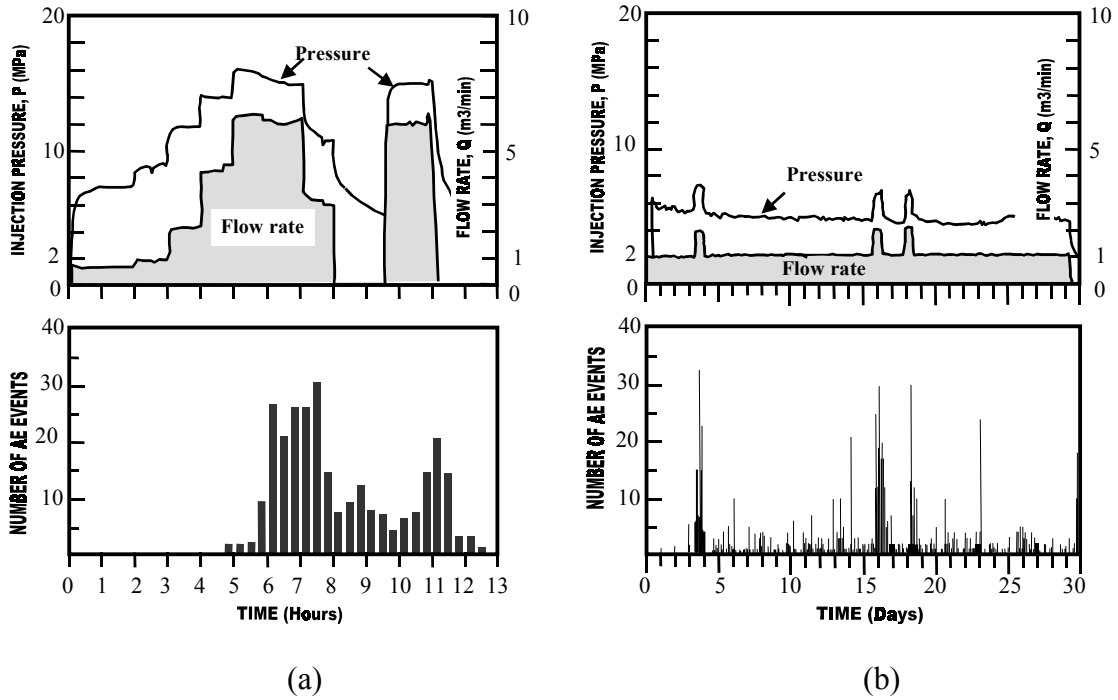 20
10
2
0
INJECTION PRESSURE, P (MPa)
Pressure
Flow rate
10
5
1
0
FLOW RATE, Q (m3/min)
40
30
20
10
NUMBER OF AE EVENTS
0 1 2 3 4 5 6 7 8 9 10 11 12 13
TIME (Hours)
(a)
20
10
2
0
INJECTION PRESSURE, P (MPa)
Pressure
Flow rate
10
5
1
0
FLOW RATE, Q (m3/min)
40
30
20
10
NUMBER OF AE EVENTS
0 5 10 15 20 25 30
TIME (Days)
(b)